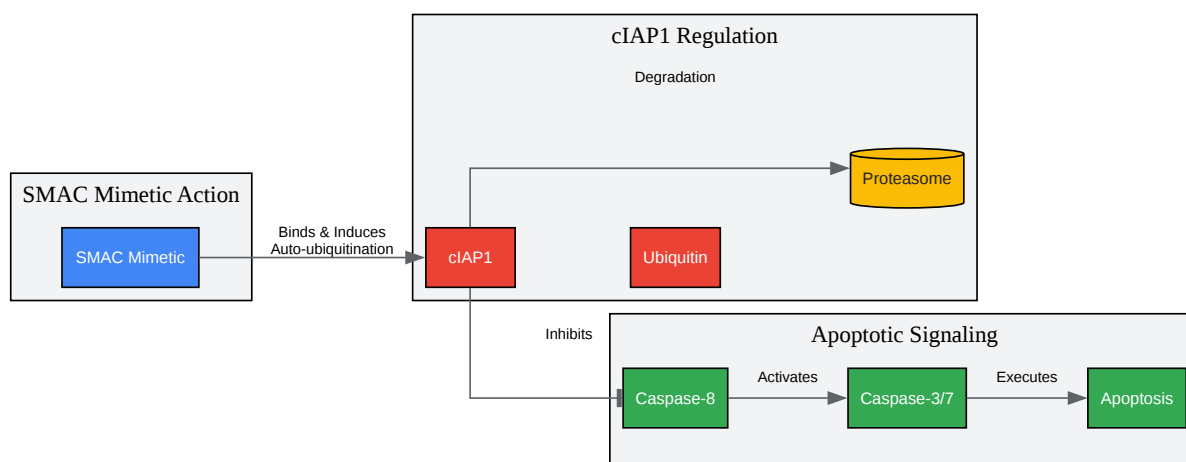 cIAP1 Regulation
Degradation
Proteasome
SMAC Mimetic Action
SMAC Mimetic
Binds & Induces
Auto-ubiquitination
cIAP1
Ubiquitin
Inhibits
Apoptotic Signaling
Caspase-8
Activates
Caspase-3/7
Executes
Apoptosis